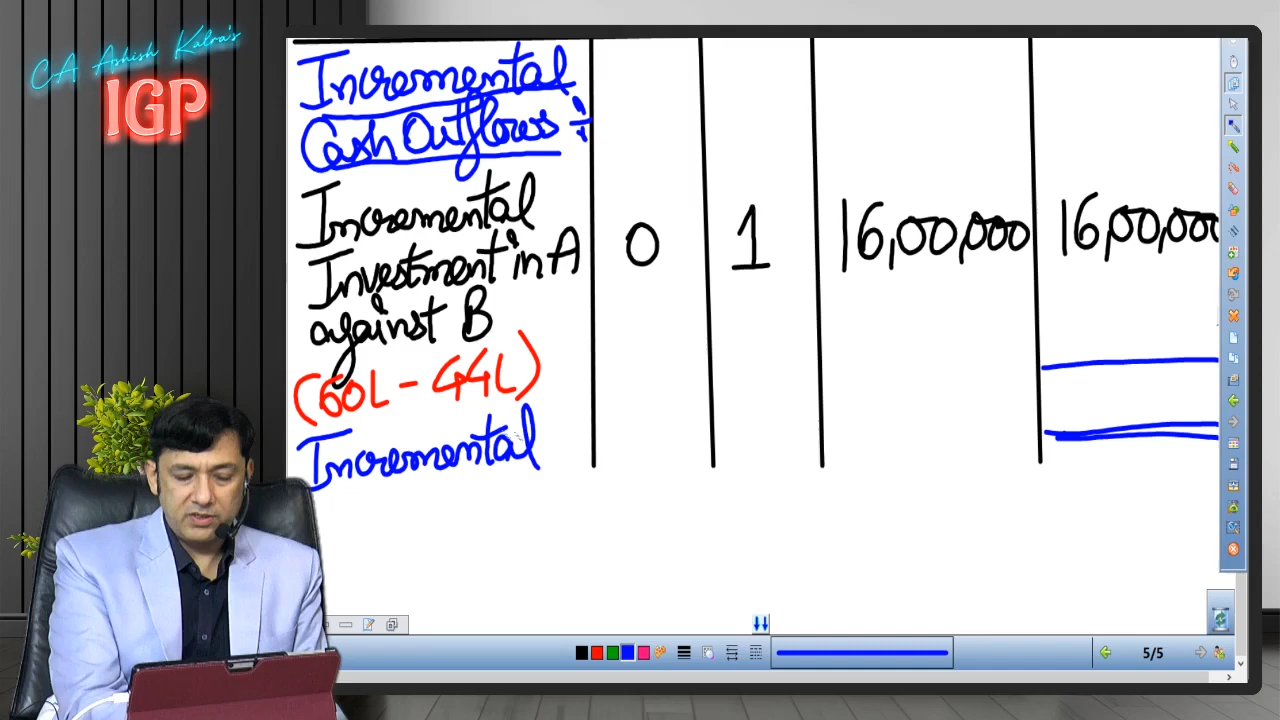 CA Ashish Kalra's
IGP
Incremental
Cash Outflows :-
Incremental
Investment in A
against B
0 1 16,00,000 16,00,000
(60L - 44L)
Incremental
5/5